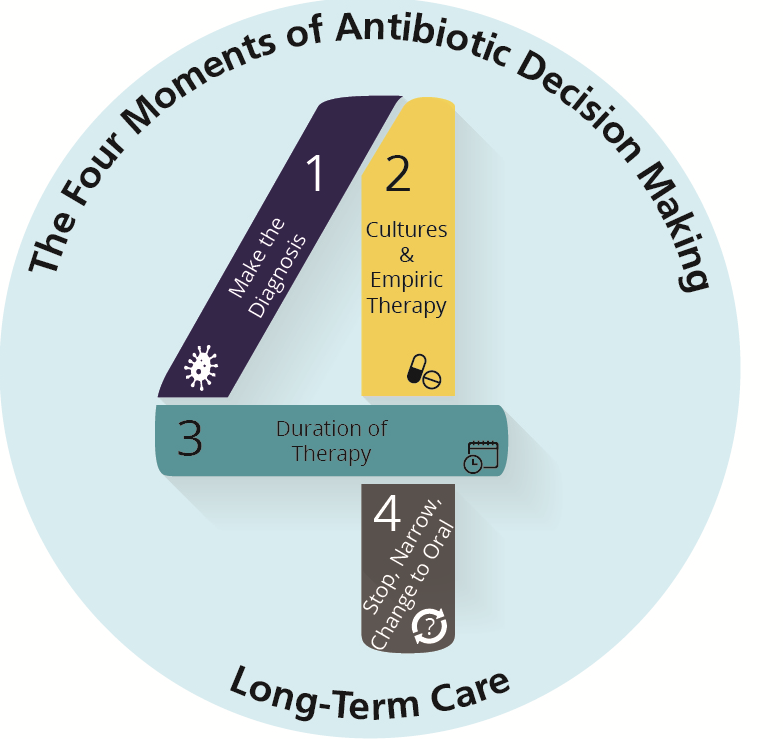 The Four Moments of Antibiotic Decision Making
1
Make the
Diagnosis
2
Cultures
&
Empiric
Therapy
3
Duration of
Therapy
4
Stop, Narrow,
Change to Oral
?
Long-Term Care